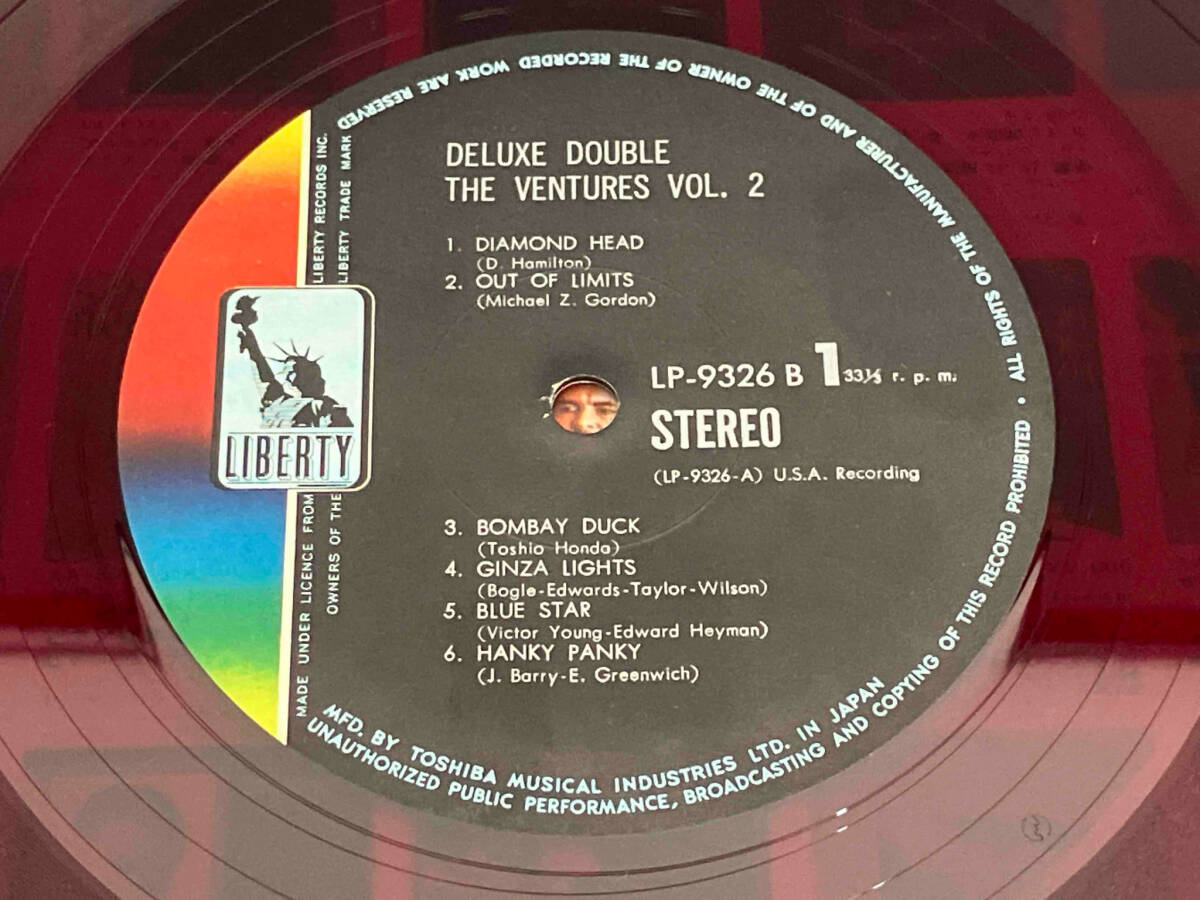 DELUXE DOUBLE
THE VENTURES VOL. 2
1. DIAMOND HEAD
(D. Hamilton)
2. OUT OF LIMITS
(Michael Z. Gordon)
LP-9326 B 1 33⅓ r. p. m.
STEREO
(LP-9326-A) U.S.A. Recording
3. BOMBAY DUCK
(Toshio Honda)
4. GINZA LIGHTS
(Bogle-Edwards-Taylor-Wilson)
5. BLUE STAR
(Victor Young-Edward Heyman)
6. HANKY PANKY
(J. Barry-E. Greenwich)
LIBERTY
MADE UNDER LICENCE FROM LIBERTY RECORDS INC.
OWNERS OF THE LIBERTY TRADE MARK
MFD. BY TOSHIBA MUSICAL INDUSTRIES LTD. IN JAPAN
UNAUTHORIZED PUBLIC PERFORMANCE, BROADCASTING AND COPYING OF THIS RECORD PROHIBITED • ALL RIGHTS OF THE MANUFACTURER AND OF THE OWNER OF THE RECORDED WORK ARE RESERVED